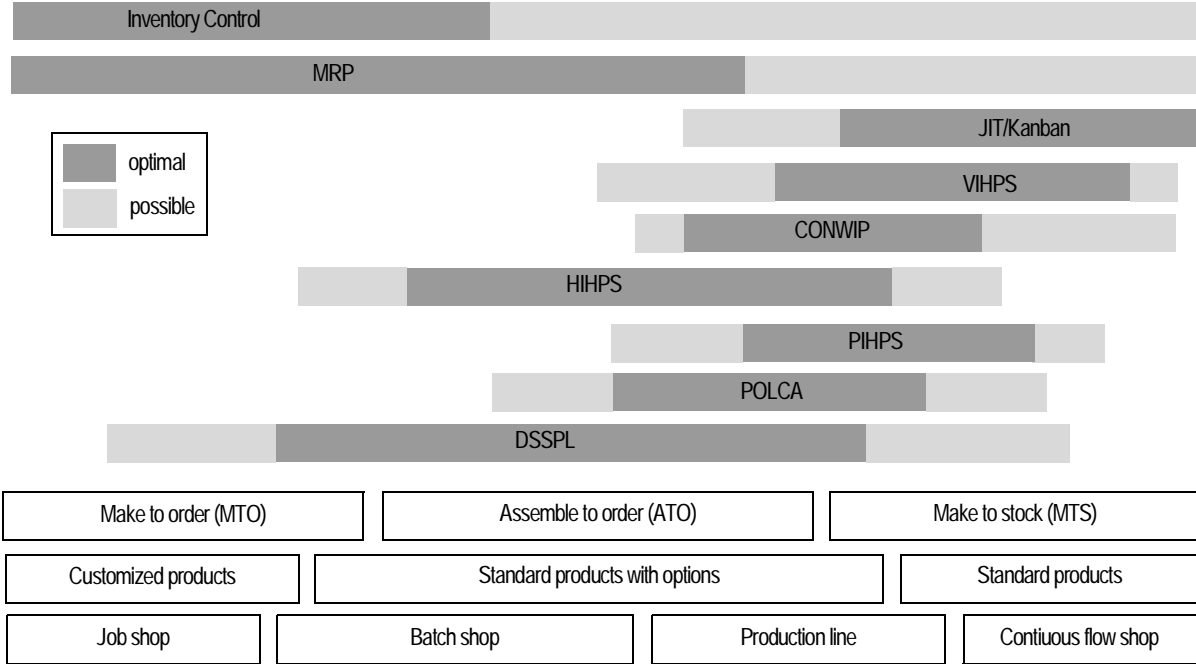 Inventory Control
MRP
JIT/Kanban
optimal
possible
VIHPS
CONWIP
HIHPS
PIHPS
POLCA
DSSPL
Make to order (MTO)
Assemble to order (ATO)
Make to stock (MTS)
Customized products
Standard products with options
Standard products
Job shop
Batch shop
Production line
Contiuous flow shop